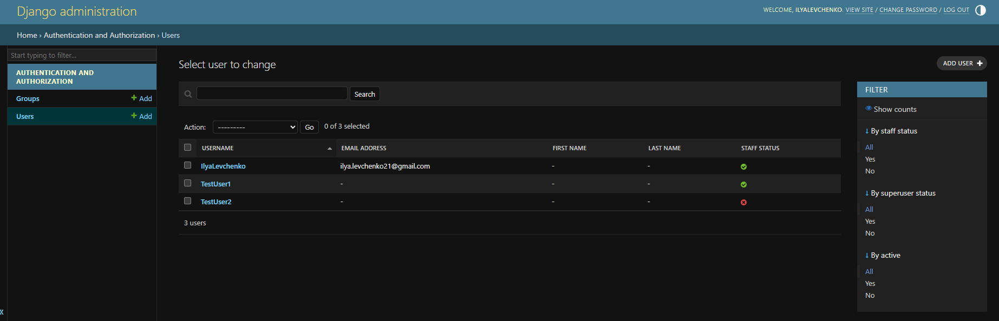 Django administration
WELCOME, ILYALEVCHENKO. VIEW SITE / CHANGE PASSWORD / LOG OUT
Home › Authentication and Authorization › Users
Start typing to filter...
AUTHENTICATION AND
AUTHORIZATION
Groups + Add
Users + Add
«
Select user to change
ADD USER +
Search
Action: --------- Go 0 of 3 selected
USERNAME EMAIL ADDRESS FIRST NAME LAST NAME STAFF STATUS
IlyaLevchenko ilya.levchenko21@gmail.com - -
TestUser1 - - -
TestUser2 - - -
3 users
FILTER
Show counts
↓ By staff status
All
Yes
No
↓ By superuser status
All
Yes
No
↓ By active
All
Yes
No